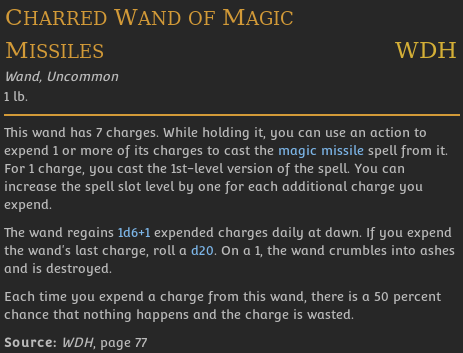 Charred Wand of Magic
Missiles WDH
Wand, Uncommon
1 lb.
This wand has 7 charges. While holding it, you can use an action to
expend 1 or more of its charges to cast the magic missile spell from it.
For 1 charge, you cast the 1st-level version of the spell. You can
increase the spell slot level by one for each additional charge you
expend.
The wand regains 1d6+1 expended charges daily at dawn. If you expend
the wand's last charge, roll a d20. On a 1, the wand crumbles into ashes
and is destroyed.
Each time you expend a charge from this wand, there is a 50 percent
chance that nothing happens and the charge is wasted.
Source: WDH, page 77